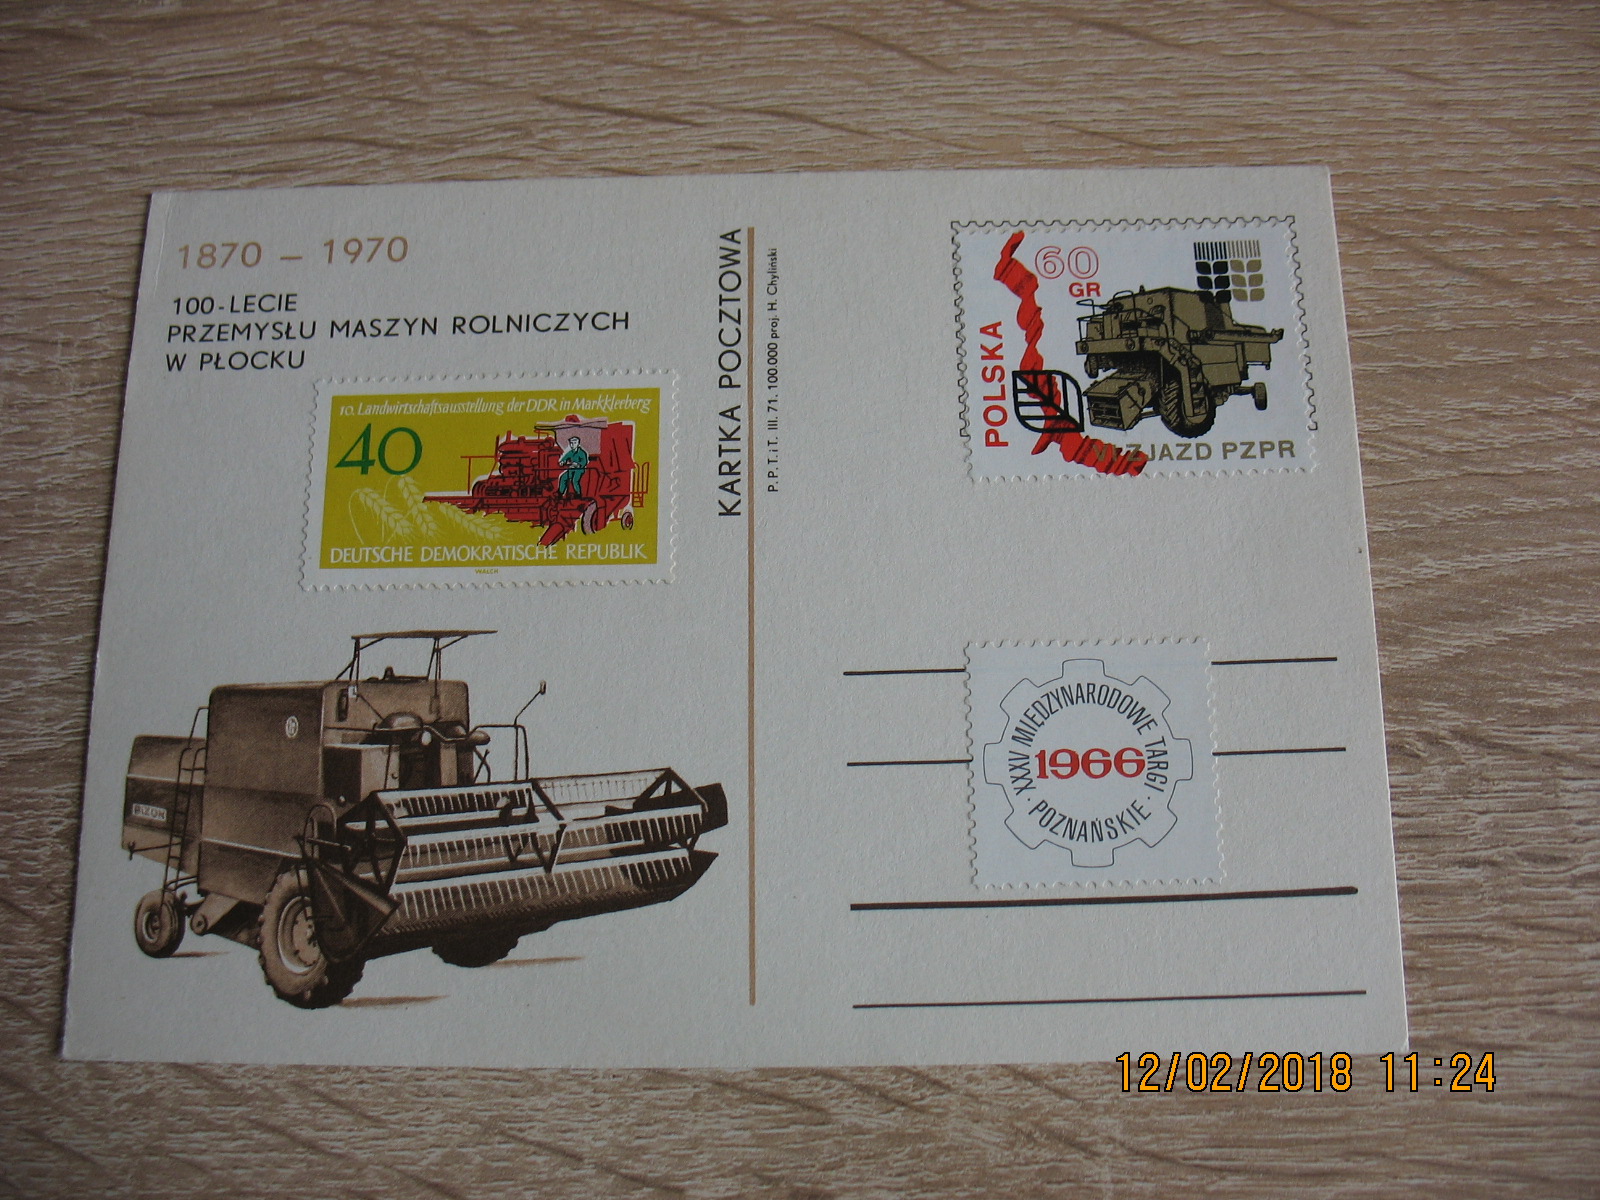 1870 – 1970
100-LECIE
PRZEMYSŁU MASZYN ROLNICZYCH
W PŁOCKU
10. Landwirtschaftsausstellung der DDR in Markkleeberg
40
DEUTSCHE DEMOKRATISCHE REPUBLIK
WALCH
BIZON
KARTKA POCZTOWA
P. P. T. i T. III. 71. 100.000 proj. H. Chyliński
60
GR
POLSKA
ZJAZD PZPR
XXXV MIĘDZYNARODOWE TARGI
1966
· POZNAŃSKIE ·
12/02/2018 11:24